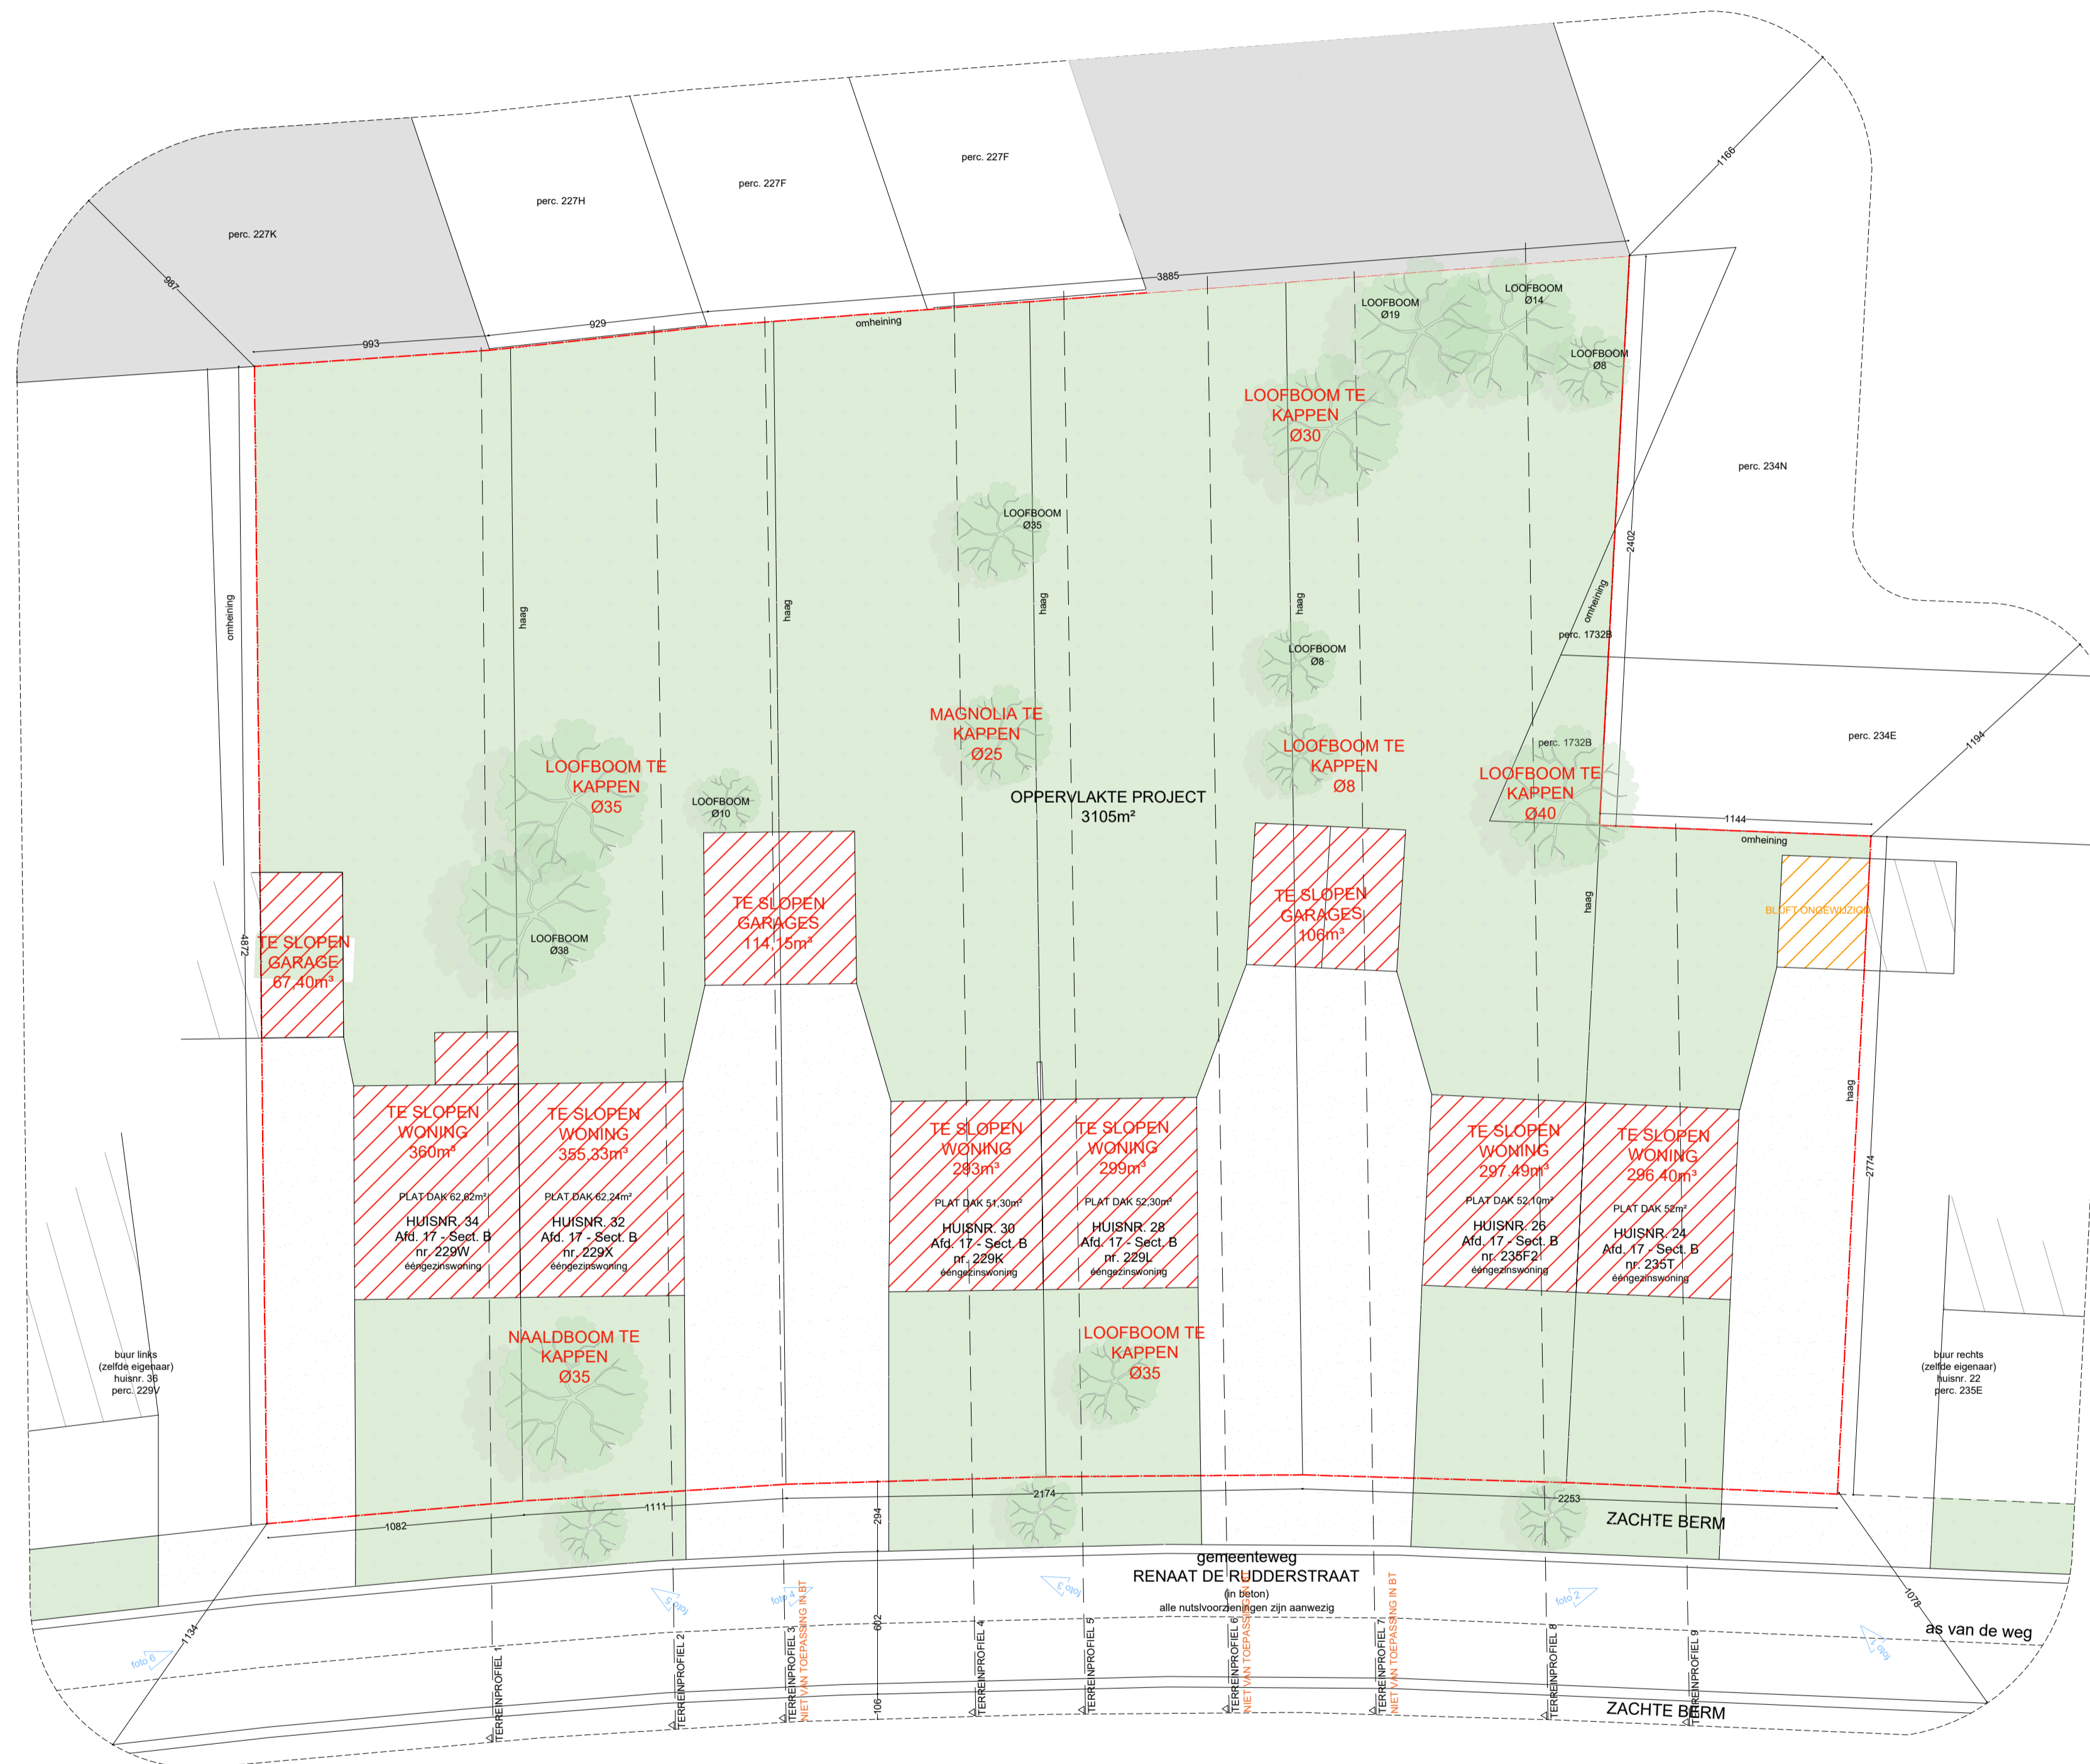 1166
perc. 227F
perc. 227F
perc. 227H
perc. 227K
987
3885
993
929
omheining
LOOFBOOM
Ø19
LOOFBOOM
Ø14
LOOFBOOM
Ø8
LOOFBOOM TE
KAPPEN
Ø30
perc. 234N
LOOFBOOM
Ø35
2402
omheining
haag
haag
haag
haag
omheining
perc. 1732B
LOOFBOOM
Ø8
MAGNOLIA TE
KAPPEN
Ø25
LOOFBOOM TE
KAPPEN
Ø8
perc. 1732B
perc. 234E
1194
LOOFBOOM TE
KAPPEN
Ø35
LOOFBOOM
Ø10
LOOFBOOM TE
KAPPEN
Ø40
OPPERVLAKTE PROJECT
3105m²
1144
omheining
TE SLOPEN
GARAGE
67,40m³
4872
LOOFBOOM
Ø38
TE SLOPEN
GARAGES
114,15m³
TE SLOPEN
GARAGES
106m³
haag
BLIJFT ONGEWIJZIGD
haag
TE SLOPEN
WONING
360m³
PLAT DAK 62,62m²
HUISNR. 34
Afd. 17 - Sect. B
nr. 229W
ééngezinswoning
TE SLOPEN
WONING
355,33m³
PLAT DAK 62,24m²
HUISNR. 32
Afd. 17 - Sect. B
nr. 229X
ééngezinswoning
TE SLOPEN
WONING
293m³
PLAT DAK 51,30m²
HUISNR. 30
Afd. 17 - Sect. B
nr. 229K
ééngezinswoning
TE SLOPEN
WONING
299m³
PLAT DAK 52,30m²
HUISNR. 28
Afd. 17 - Sect. B
nr. 229L
ééngezinswoning
TE SLOPEN
WONING
297,49m³
PLAT DAK 52,10m²
HUISNR. 26
Afd. 17 - Sect. B
nr. 235F2
ééngezinswoning
TE SLOPEN
WONING
296,40m³
PLAT DAK 52m²
HUISNR. 24
Afd. 17 - Sect. B
nr. 235T
ééngezinswoning
2774
buur links
(zelfde eigenaar)
huisnr. 36
perc. 229V
NAALDBOOM TE
KAPPEN
Ø35
LOOFBOOM TE
KAPPEN
Ø35
buur rechts
(zelfde eigenaar)
huisnr. 22
perc. 235E
1082
1111
294
2174
2253
ZACHTE BERM
gemeenteweg
RENAAT DE RUDDERSTRAAT
(in beton)
alle nutslvoorzieningen zijn aanwezig
foto 6
foto 5
foto 4
foto 3
foto 2
foto 1
1134
602
1078
as van de weg
106
ZACHTE BERM
TERREINPROFIEL 1
TERREINPROFIEL 2
TERREINPROFIEL 3
NIET VAN TOEPASSING IN BT
TERREINPROFIEL 4
TERREINPROFIEL 5
TERREINPROFIEL 6
NIET VAN TOEPASSING IN BT
TERREINPROFIEL 7
NIET VAN TOEPASSING IN BT
TERREINPROFIEL 8
TERREINPROFIEL 9